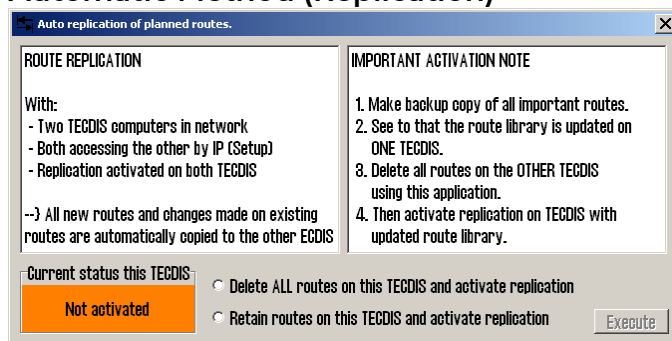 Automatic Method (Replication)
Auto replication of planned routes.
ROUTE REPLICATION
With:
- Two TECDIS computers in network
- Both accessing the other by IP (Setup)
- Replication activated on both TECDIS
--} All new routes and changes made on existing
routes are automatically copied to the other ECDIS
IMPORTANT ACTIVATION NOTE
1. Make backup copy of all important routes.
2. See to that the route library is updated on
ONE TECDIS.
3. Delete all routes on the OTHER TECDIS
using this application.
4. Then activate replication on TECDIS with
updated route library.
Current status this TECDIS
Not activated
Delete ALL routes on this TECDIS and activate replication
Retain routes on this TECDIS and activate replication
Execute